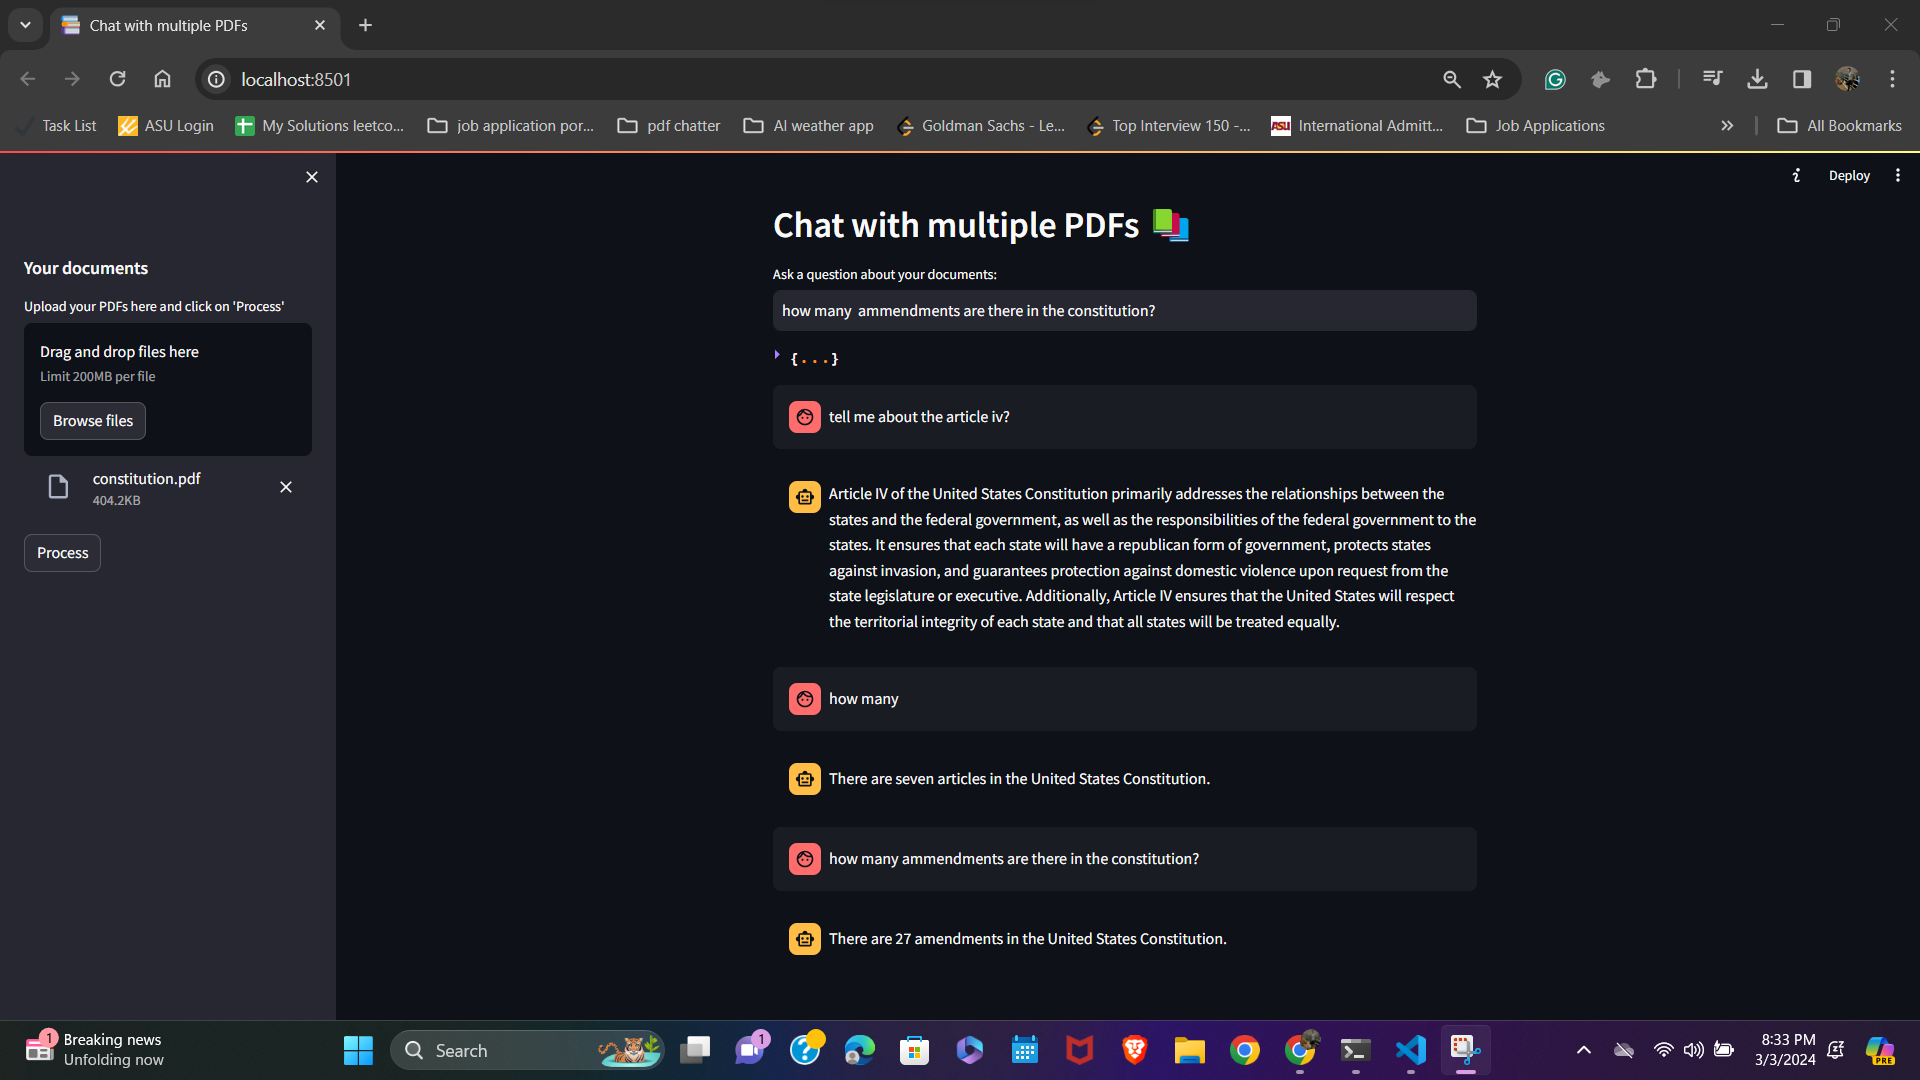 Chat with multiple PDFs
localhost:8501
Task List
ASU Login
My Solutions leetco...
job application por...
pdf chatter
AI weather app
Goldman Sachs - Le...
Top Interview 150 -...
ASU
International Admitt...
Job Applications
All Bookmarks
Deploy
Your documents
Upload your PDFs here and click on 'Process'
Drag and drop files here
Limit 200MB per file
Browse files
constitution.pdf
404.2KB
Process
Chat with multiple PDFs
Ask a question about your documents:
how many  ammendments are there in the constitution?
{...}
tell me about the article iv?
Article IV of the United States Constitution primarily addresses the relationships between the
states and the federal government, as well as the responsibilities of the federal government to the
states. It ensures that each state will have a republican form of government, protects states
against invasion, and guarantees protection against domestic violence upon request from the
state legislature or executive. Additionally, Article IV ensures that the United States will respect
the territorial integrity of each state and that all states will be treated equally.
how many
There are seven articles in the United States Constitution.
how many ammendments are there in the constitution?
There are 27 amendments in the United States Constitution.
1
Breaking news
Unfolding now
Search
1
8:33 PM
3/3/2024
PRE